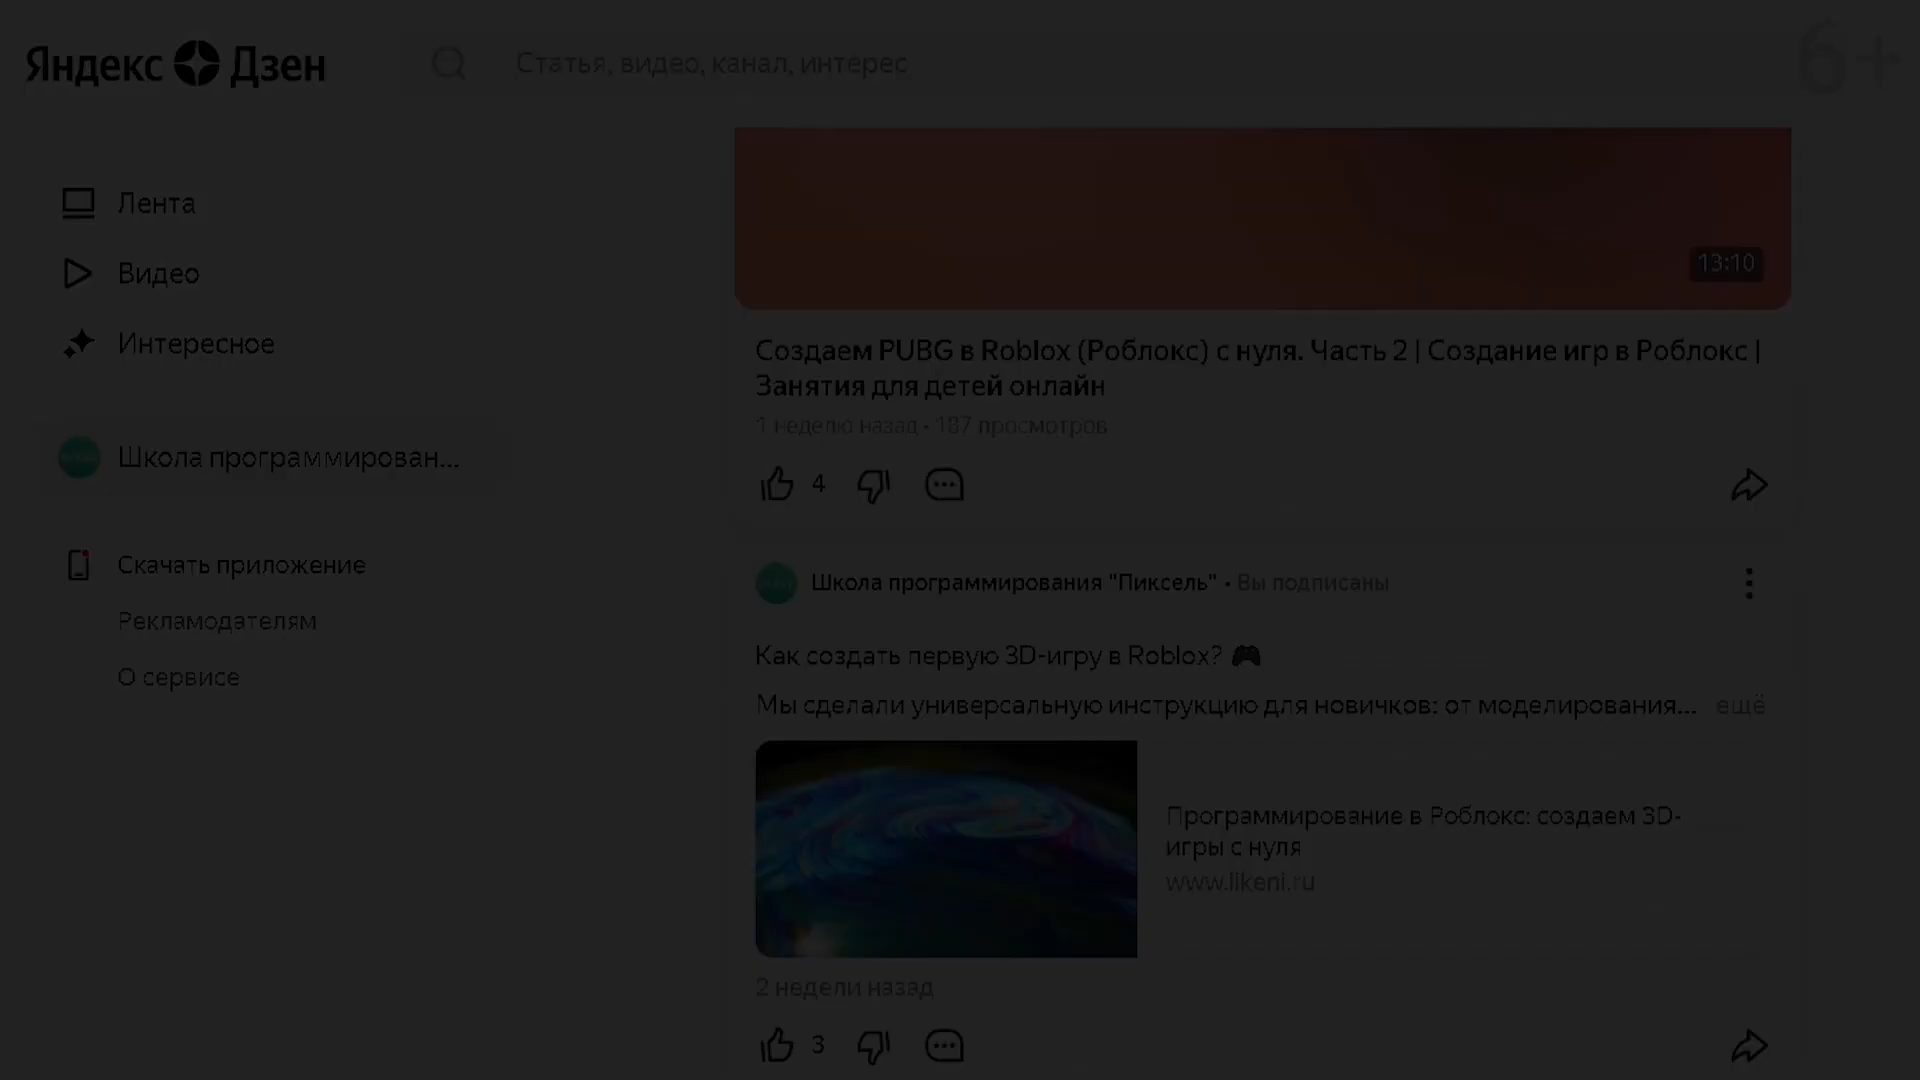 Яндекс Дзен
Статья, видео, канал, интерес
6+
Лента
Видео
Интересное
Школа программирован...
Скачать приложение
Рекламодателям
О сервисе
13:10
Создаем PUBG в Roblox (Роблокс) с нуля. Часть 2 | Создание игр в Роблокс |
Занятия для детей онлайн
1 неделю назад • 187 просмотров
4
Школа программирования "Пиксель" • Вы подписаны
Как создать первую 3D-игру в Roblox? 🎮
Мы сделали универсальную инструкцию для новичков: от моделирования... ещё
Программирование в Роблокс: создаем 3D-
игры с нуля
www.likeni.ru
2 недели назад
3